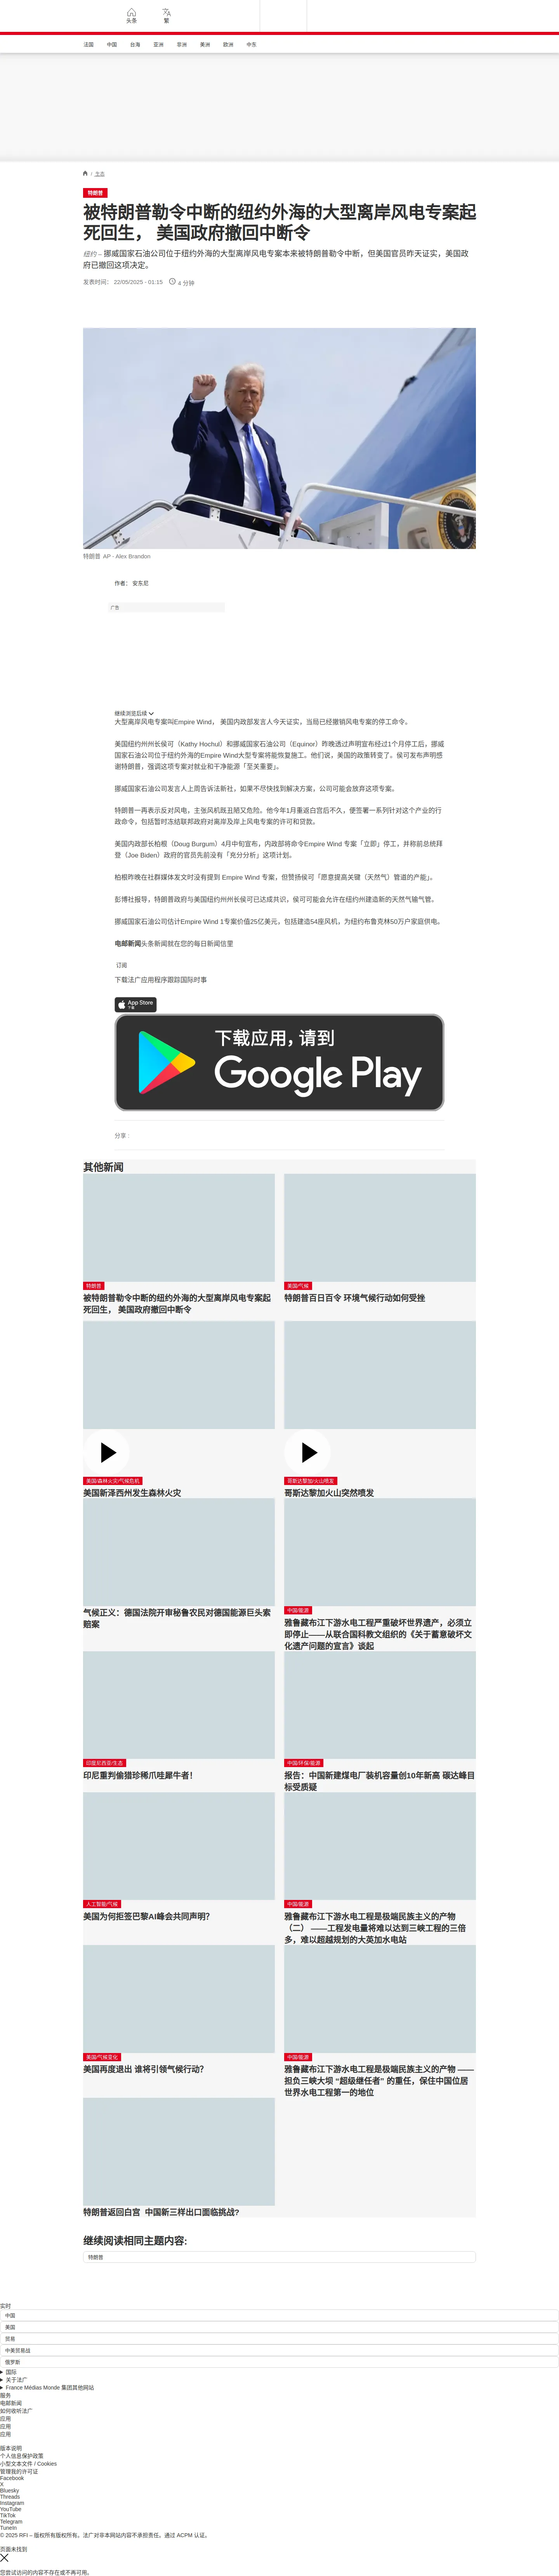 头条
繁
法国 中国 台海 亚洲 非洲 美洲 欧洲 中东
/ 生态
特朗普
被特朗普勒令中断的纽约外海的大型离岸风电专案起
死回生， 美国政府撤回中断令
纽约 – 挪威国家石油公司位于纽约外海的大型离岸风电专案本来被特朗普勒令中断，但美国官员昨天证实，美国政
府已撤回这项决定。
发表时间： 22/05/2025 - 01:15 4 分钟
特朗普 AP - Alex Brandon
作者： 安东尼
广告
继续浏览后续
大型离岸风电专案叫Empire Wind， 美国内政部发言人今天证实，当局已经撤销风电专案的停工命令。
美国纽约州州长侯可（Kathy Hochul）和挪威国家石油公司（Equinor）昨晚透过声明宣布经过1个月停工后，挪威
国家石油公司位于纽约外海的Empire Wind大型专案将能恢复施工。他们说，美国的政策转变了。侯可发布声明感
谢特朗普，强调这项专案对就业和干净能源「至关重要」。
挪威国家石油公司发言人上周告诉法新社，如果不尽快找到解决方案，公司可能会放弃这项专案。
特朗普一再表示反对风电，主张风机既丑陋又危险。他今年1月重返白宫后不久，便签署一系列针对这个产业的行
政命令，包括暂时冻结联邦政府对离岸及岸上风电专案的许可和贷款。
美国内政部长柏根（Doug Burgum）4月中旬宣布，内政部将命令Empire Wind 专案「立即」停工，并称前总统拜
登（Joe Biden）政府的官员先前没有「充分分析」这项计划。
柏根昨晚在社群媒体发文时没有提到 Empire Wind 专案，但赞扬侯可「愿意提高关键（天然气）管道的产能」。
彭博社报导，特朗普政府与美国纽约州州长侯可已达成共识，侯可可能会允许在纽约州建造新的天然气输气管。
挪威国家石油公司估计Empire Wind 1专案价值25亿美元，包括建造54座风机，为纽约布鲁克林50万户家庭供电。
电邮新闻头条新闻就在您的每日新闻信里
订阅
下载法广应用程序跟踪国际时事
App Store
下载
下载应用，请到
Google Play
分享 :
其他新闻
特朗普
被特朗普勒令中断的纽约外海的大型离岸风电专案起
死回生， 美国政府撤回中断令
美国/气候
特朗普百日百令 环境气候行动如何受挫
美国/森林火灾/气候危机
美国新泽西州发生森林火灾
哥斯达黎加/火山喷发
哥斯达黎加火山突然喷发
气候正义：德国法院开审秘鲁农民对德国能源巨头索
赔案
中国/能源
雅鲁藏布江下游水电工程严重破坏世界遗产，必须立
即停止——从联合国科教文组织的《关于蓄意破坏文
化遗产问题的宣言》谈起
印度尼西亚/生态
印尼重判偷猎珍稀爪哇犀牛者！
中国/环保/能源
报告：中国新建煤电厂装机容量创10年新高 碳达峰目
标受质疑
人工智能/气候
美国为何拒签巴黎AI峰会共同声明？
中国/能源
雅鲁藏布江下游水电工程是极端民族主义的产物
（二） ——工程发电量将难以达到三峡工程的三倍
多，难以超越规划的大英加水电站
美国/气候变化
美国再度退出 谁将引领气候行动？
中国/能源
雅鲁藏布江下游水电工程是极端民族主义的产物 ——
担负三峡大坝 “超级继任者” 的重任，保住中国位居
世界水电工程第一的地位
特朗普返回白宫 中国新三样出口面临挑战?
继续阅读相同主题内容:
特朗普
实时
中国
美国
贸易
中美贸易战
俄罗斯
国际
关于法广
France Médias Monde 集团其他网站
服务
电邮新闻
如何收听法广
应用
应用
应用
版本说明
个人信息保护政策
小型文本文件 / Cookies
管理我的许可证
Facebook
X
Bluesky
Threads
Instagram
YouTube
TikTok
Telegram
TuneIn
© 2025 RFI – 版权所有版权所有。法广对非本网站内容不承担责任。通过 ACPM 认证。
页面未找到
您尝试访问的内容不存在或不再可用。